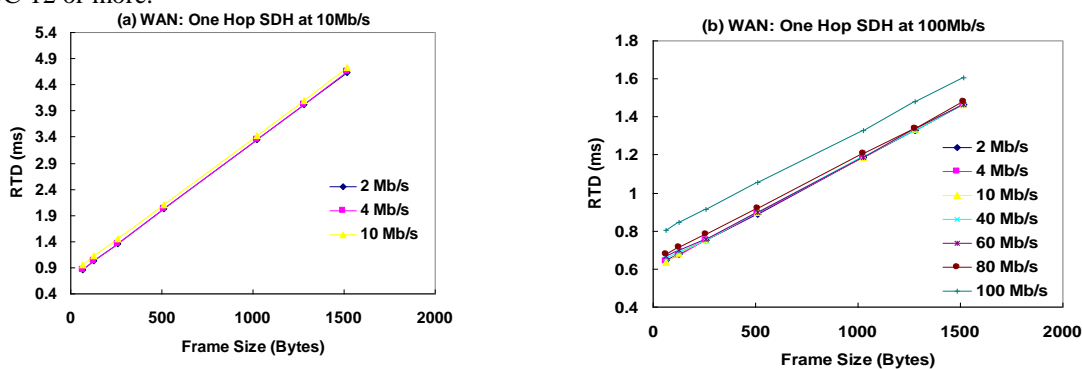 C-12 or more.
(a) WAN: One Hop SDH at 10Mb/s
5.4
4.9
4.4
3.9
3.4
2.9
2.4
1.9
1.4
0.9
0.4
RTD (ms)
0
500
1000
1500
2000
Frame Size (Bytes)
2 Mb/s
4 Mb/s
10 Mb/s
(b) WAN: One Hop SDH at 100Mb/s
1.8
1.6
1.4
1.2
1
0.8
0.6
0.4
RTD (ms)
0
500
1000
1500
2000
Frame Size (Bytes)
2 Mb/s
4 Mb/s
10 Mb/s
40 Mb/s
60 Mb/s
80 Mb/s
100 Mb/s